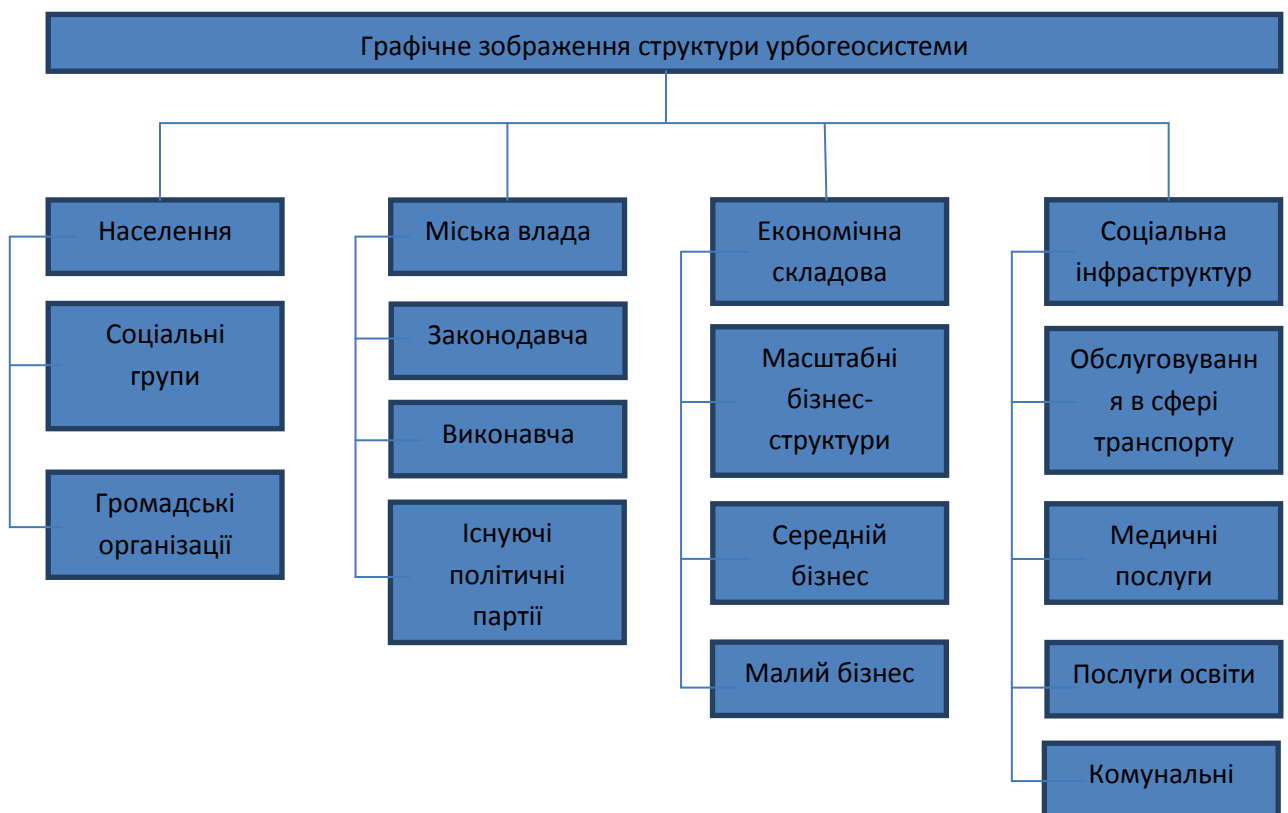 Графічне зображення структури урбогеосистеми
Населення
Соціальні
групи
Громадські
організації
Міська влада
Законодавча
Виконавча
Існуючі
політичні
партії
Економічна
складова
Масштабні
бізнес-
структури
Середній
бізнес
Малий бізнес
Соціальна
інфраструктур
Обслуговуванн
я в сфері
транспорту
Медичні
послуги
Послуги освіти
Комунальні